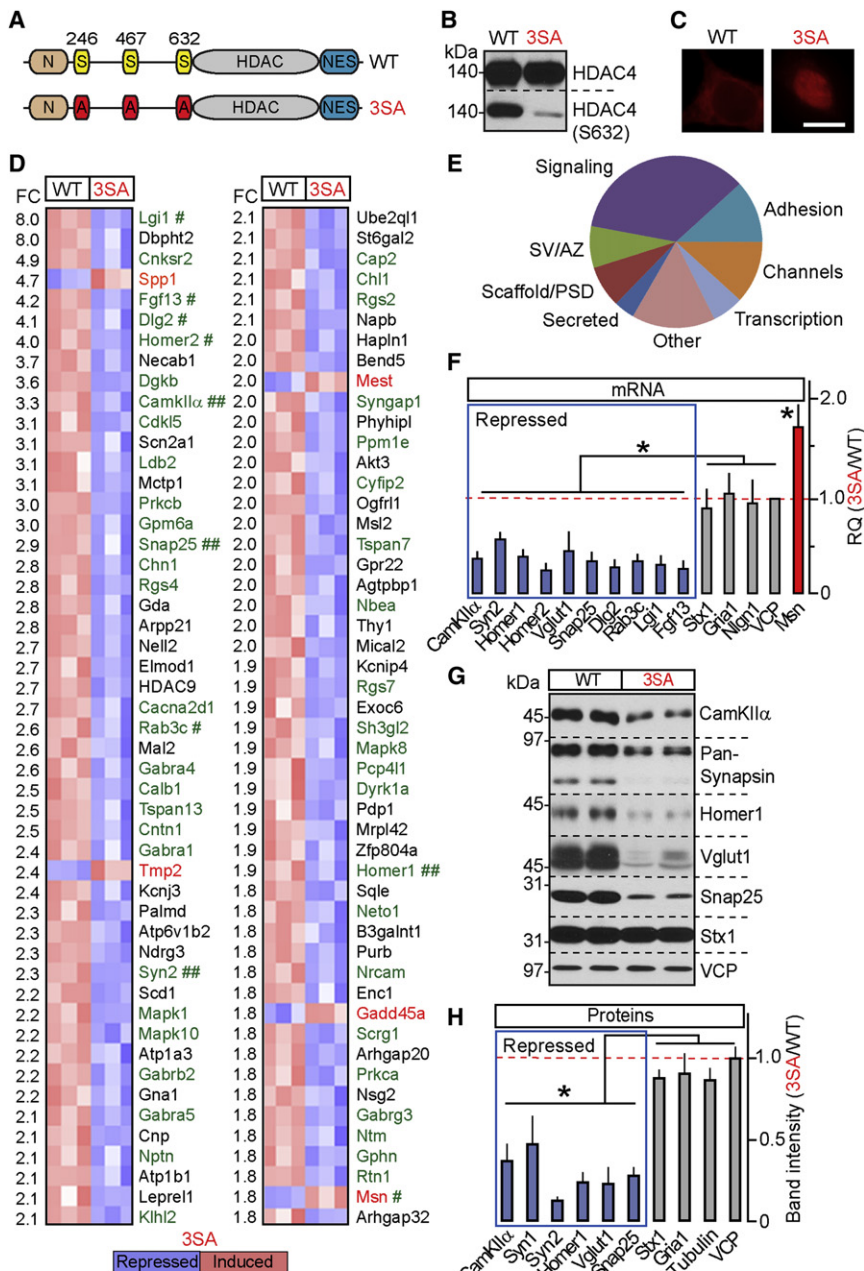 A
246 467 632
N S S S HDAC NES WT
N A A A HDAC NES 3SA
B
WT 3SA
kDa
140 HDAC4
140 HDAC4
(S632)
C
WT 3SA
D
FC WT 3SA
8.0 Lgi1 #
8.0 Dbpht2
4.9 Cnksr2
4.7 Spp1
4.2 Fgf13 #
4.1 Dlg2 #
4.0 Homer2 #
3.7 Necab1
3.6 Dgkb
3.3 CamkIIα ##
3.1 Cdkl5
3.1 Scn2a1
3.1 Ldb2
3.1 Mctp1
3.0 Prkcb
3.0 Gpm6a
2.9 Snap25 ##
2.8 Chn1
2.8 Rgs4
2.8 Gda
2.8 Arpp21
2.7 Nell2
2.7 Elmod1
2.7 HDAC9
2.7 Cacna2d1
2.6 Rab3c #
2.6 Mal2
2.6 Gabra4
2.6 Calb1
2.5 Tspan13
2.5 Cntn1
2.4 Gabra1
2.4 Tmp2
2.4 Kcnj3
2.3 Palmd
2.3 Atp6v1b2
2.3 Ndrg3
2.3 Syn2 ##
2.2 Scd1
2.2 Mapk1
2.2 Mapk10
2.2 Atp1a3
2.2 Gabrb2
2.2 Gna1
2.1 Gabra5
2.1 Cnp
2.1 Nptn
2.1 Atp1b1
2.1 Leprel1
2.1 Klhl2
FC WT 3SA
2.1 Ube2ql1
2.1 St6gal2
2.1 Cap2
2.1 Chl1
2.1 Rgs2
2.1 Napb
2.0 Hapln1
2.0 Bend5
2.0 Mest
2.0 Syngap1
2.0 Phyhipl
2.0 Ppm1e
2.0 Akt3
2.0 Cyfip2
2.0 Ogfrl1
2.0 Msl2
2.0 Tspan7
2.0 Gpr22
2.0 Agtpbp1
2.0 Nbea
2.0 Thy1
2.0 Mical2
1.9 Kcnip4
1.9 Rgs7
1.9 Exoc6
1.9 Sh3gl2
1.9 Mapk8
1.9 Pcp4l1
1.9 Dyrk1a
1.9 Pdp1
1.9 Mrpl42
1.9 Zfp804a
1.9 Homer1 ##
1.8 Sqle
1.8 Neto1
1.8 B3galnt1
1.8 Purb
1.8 Nrcam
1.8 Enc1
1.8 Gadd45a
1.8 Scrg1
1.8 Arhgap20
1.8 Prkca
1.8 Nsg2
1.8 Gabrg3
1.8 Ntm
1.8 Gphn
1.8 Rtn1
1.8 Msn #
1.8 Arhgap32
3SA
Repressed Induced
E
Signaling
Adhesion
SV/AZ
Channels
Scaffold/PSD
Secreted
Transcription
Other
F
mRNA
2.0
Repressed
*
*
1.0
0
RQ (3SA/WT)
CamKIIα Syn2 Homer1 Homer2 Vglut1 Snap25 Dlg2 Rab3c Lgi1 Fgf13 Stx1 Gria1 Nlgn1 VCP Msn
G
kDa WT 3SA
45 CamKIIα
97
Pan-
Synapsin
45
Homer1
Vglut1
45
31
Snap25
31 Stx1
97 VCP
H
Proteins
Repressed
1.0
*
0.5
0
Band intensity (3SA/WT)
CamKIIα Syn1 Syn2 Homer1 Vglut1 Snap25 Stx1 Gria1 Tubulin VCP